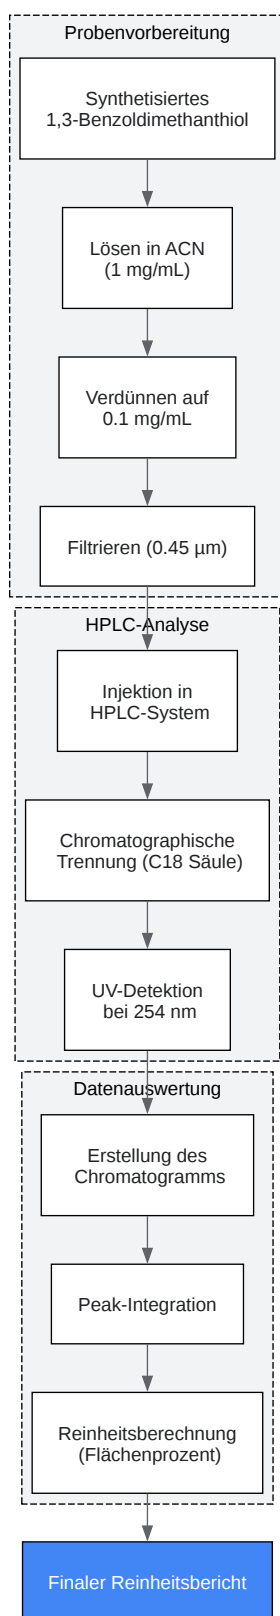 Probenvorbereitung
Synthetisiertes
1,3-Benzoldimethanthiol
Lösen in ACN
(1 mg/mL)
Verdünnen auf
0.1 mg/mL
Filtrieren (0.45 µm)
HPLC-Analyse
Injektion in
HPLC-System
Chromatographische
Trennung (C18 Säule)
UV-Detektion
bei 254 nm
Datenauswertung
Erstellung des
Chromatogramms
Peak-Integration
Reinheitsberechnung
(Flächenprozent)
Finaler Reinheitsbericht